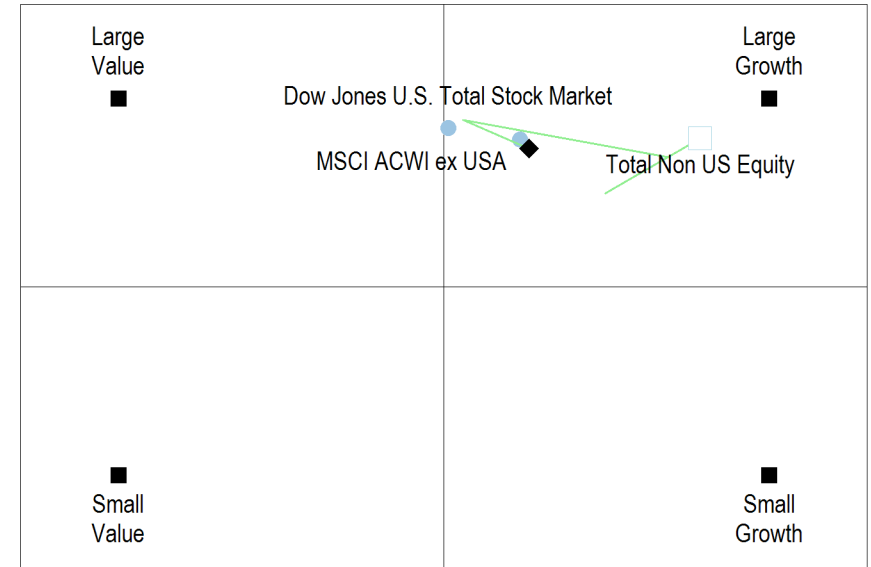 Large
Value
Large
Growth
Dow Jones U.S. Total Stock Market
MSCI ACWI ex USA
Total Non US Equity
Small
Value
Small
Growth